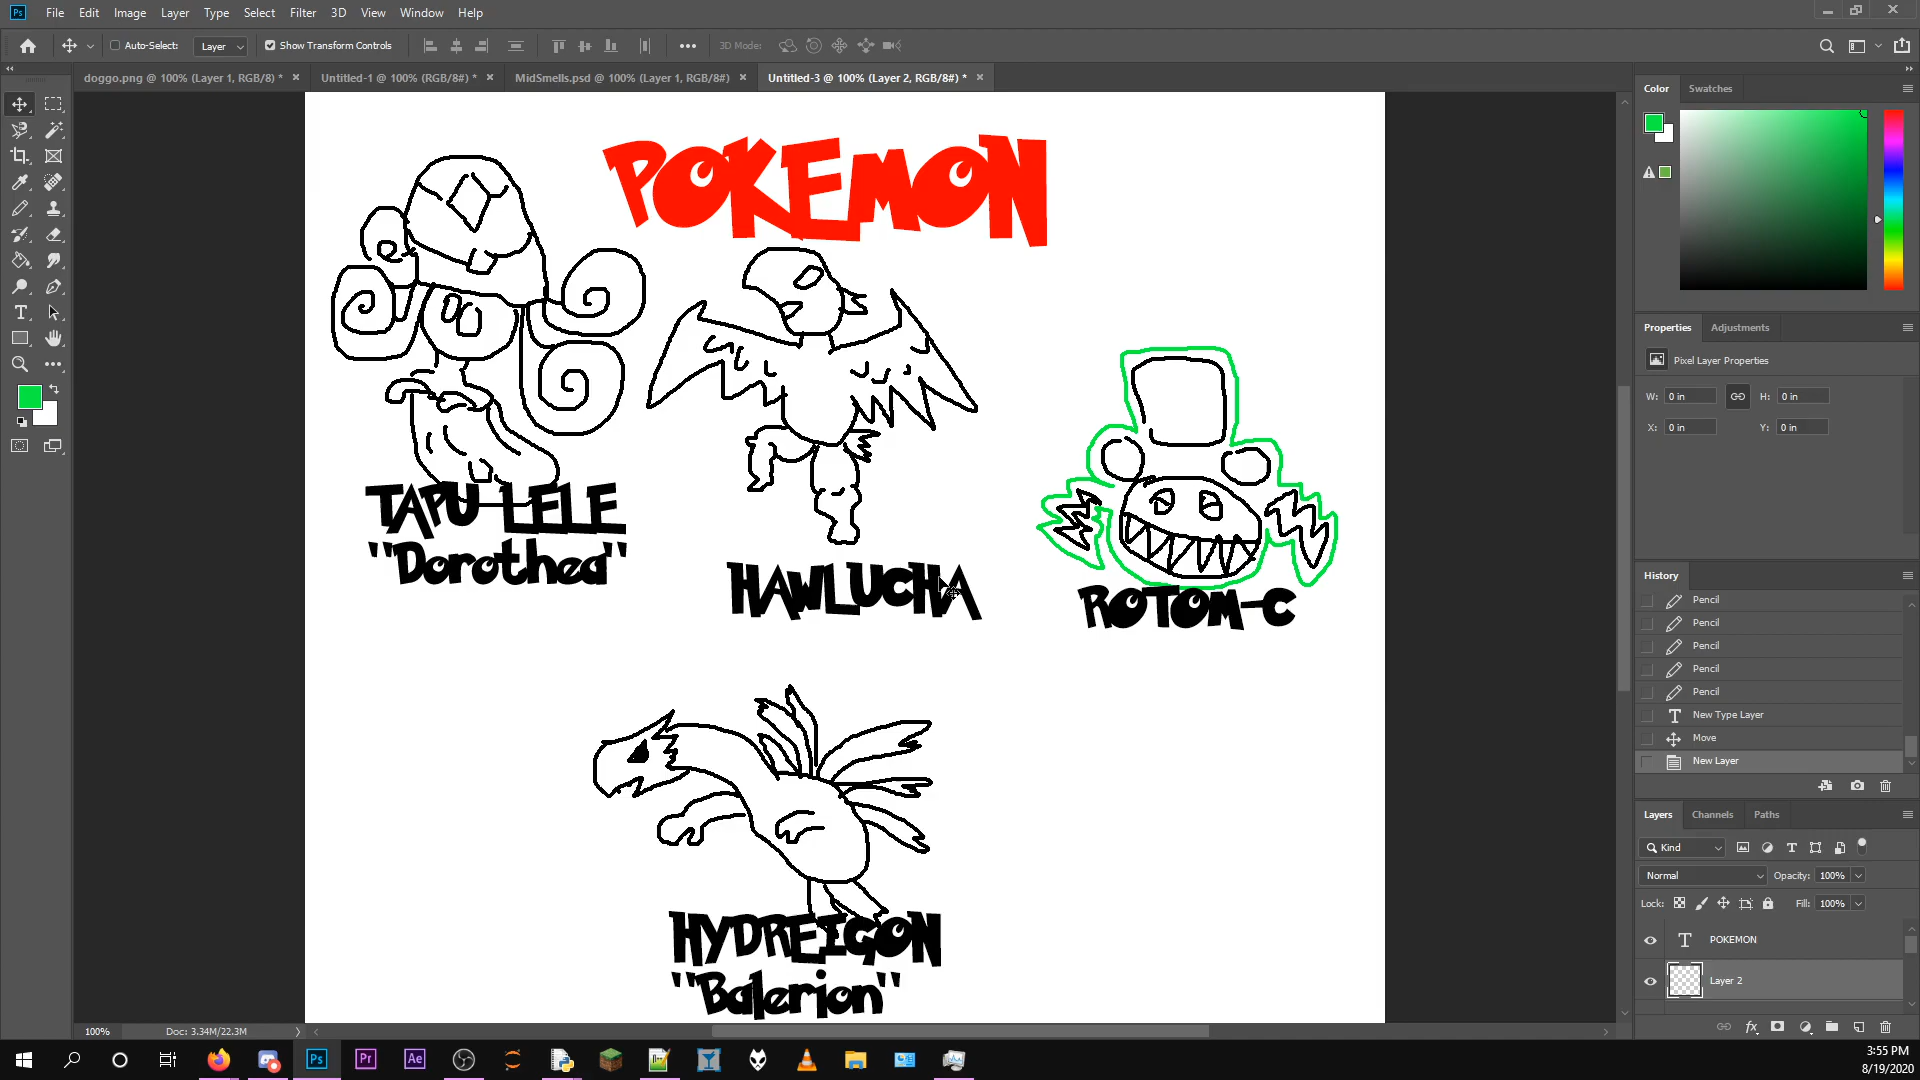 File Edit Image Layer Type Select Filter 3D View Window Help
Auto-Select: Layer Show Transform Controls 3D Mode:
doggo.png @ 100% (Layer 1, RGB/8) * Untitled-1 @ 100% (RGB/8#) * MidSmells.psd @ 100% (Layer 1, RGB/8#) Untitled-3 @ 100% (Layer 2, RGB/8#) *
POKEMON
TAPU LELE
"Dorothea"
HAWLUCHA
ROTOM-C
HYDREIGON
"Balerion"
100% Doc: 3.34M/22.3M
Color Swatches
Properties Adjustments
Pixel Layer Properties
W: 0 in H: 0 in
X: 0 in Y: 0 in
History
Pencil
Pencil
Pencil
Pencil
Pencil
New Type Layer
Move
New Layer
Layers Channels Paths
Kind
Normal Opacity: 100%
Lock: Fill: 100%
POKEMON
Layer 2
Ps Pr Ae
3:55 PM
8/19/2020